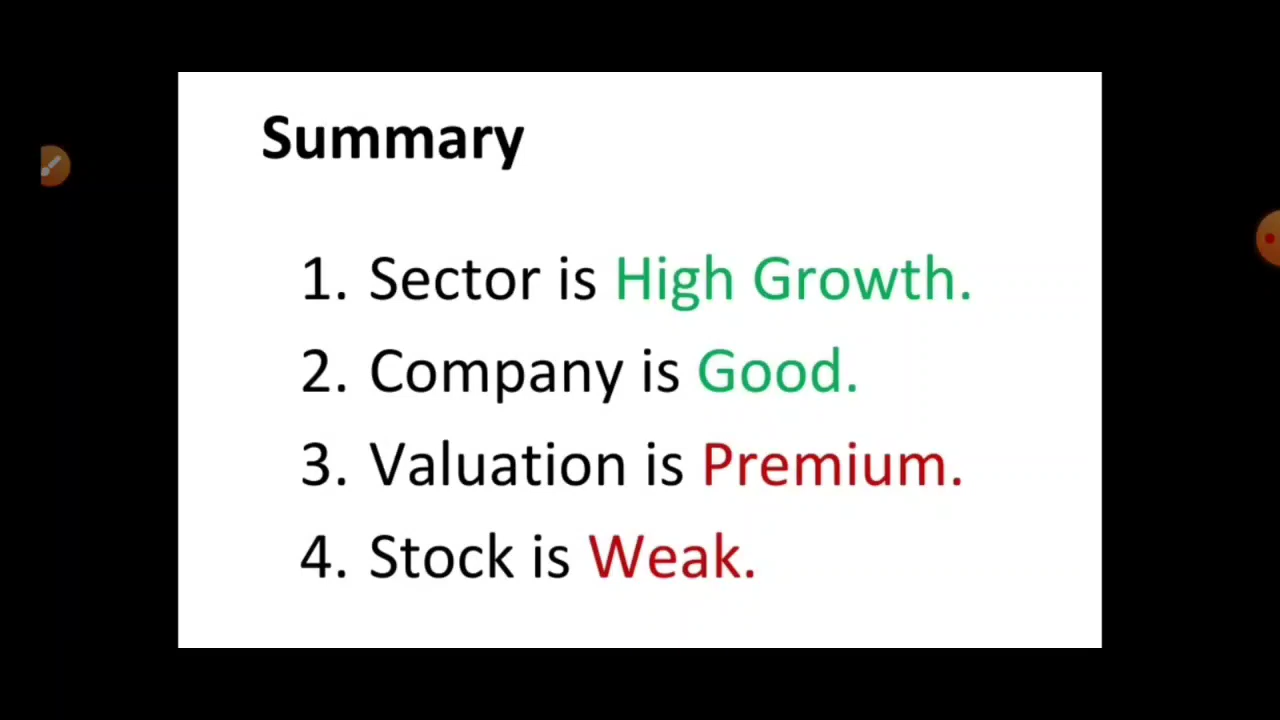 Summary
1. Sector is High Growth.
2. Company is Good.
3. Valuation is Premium.
4. Stock is Weak.